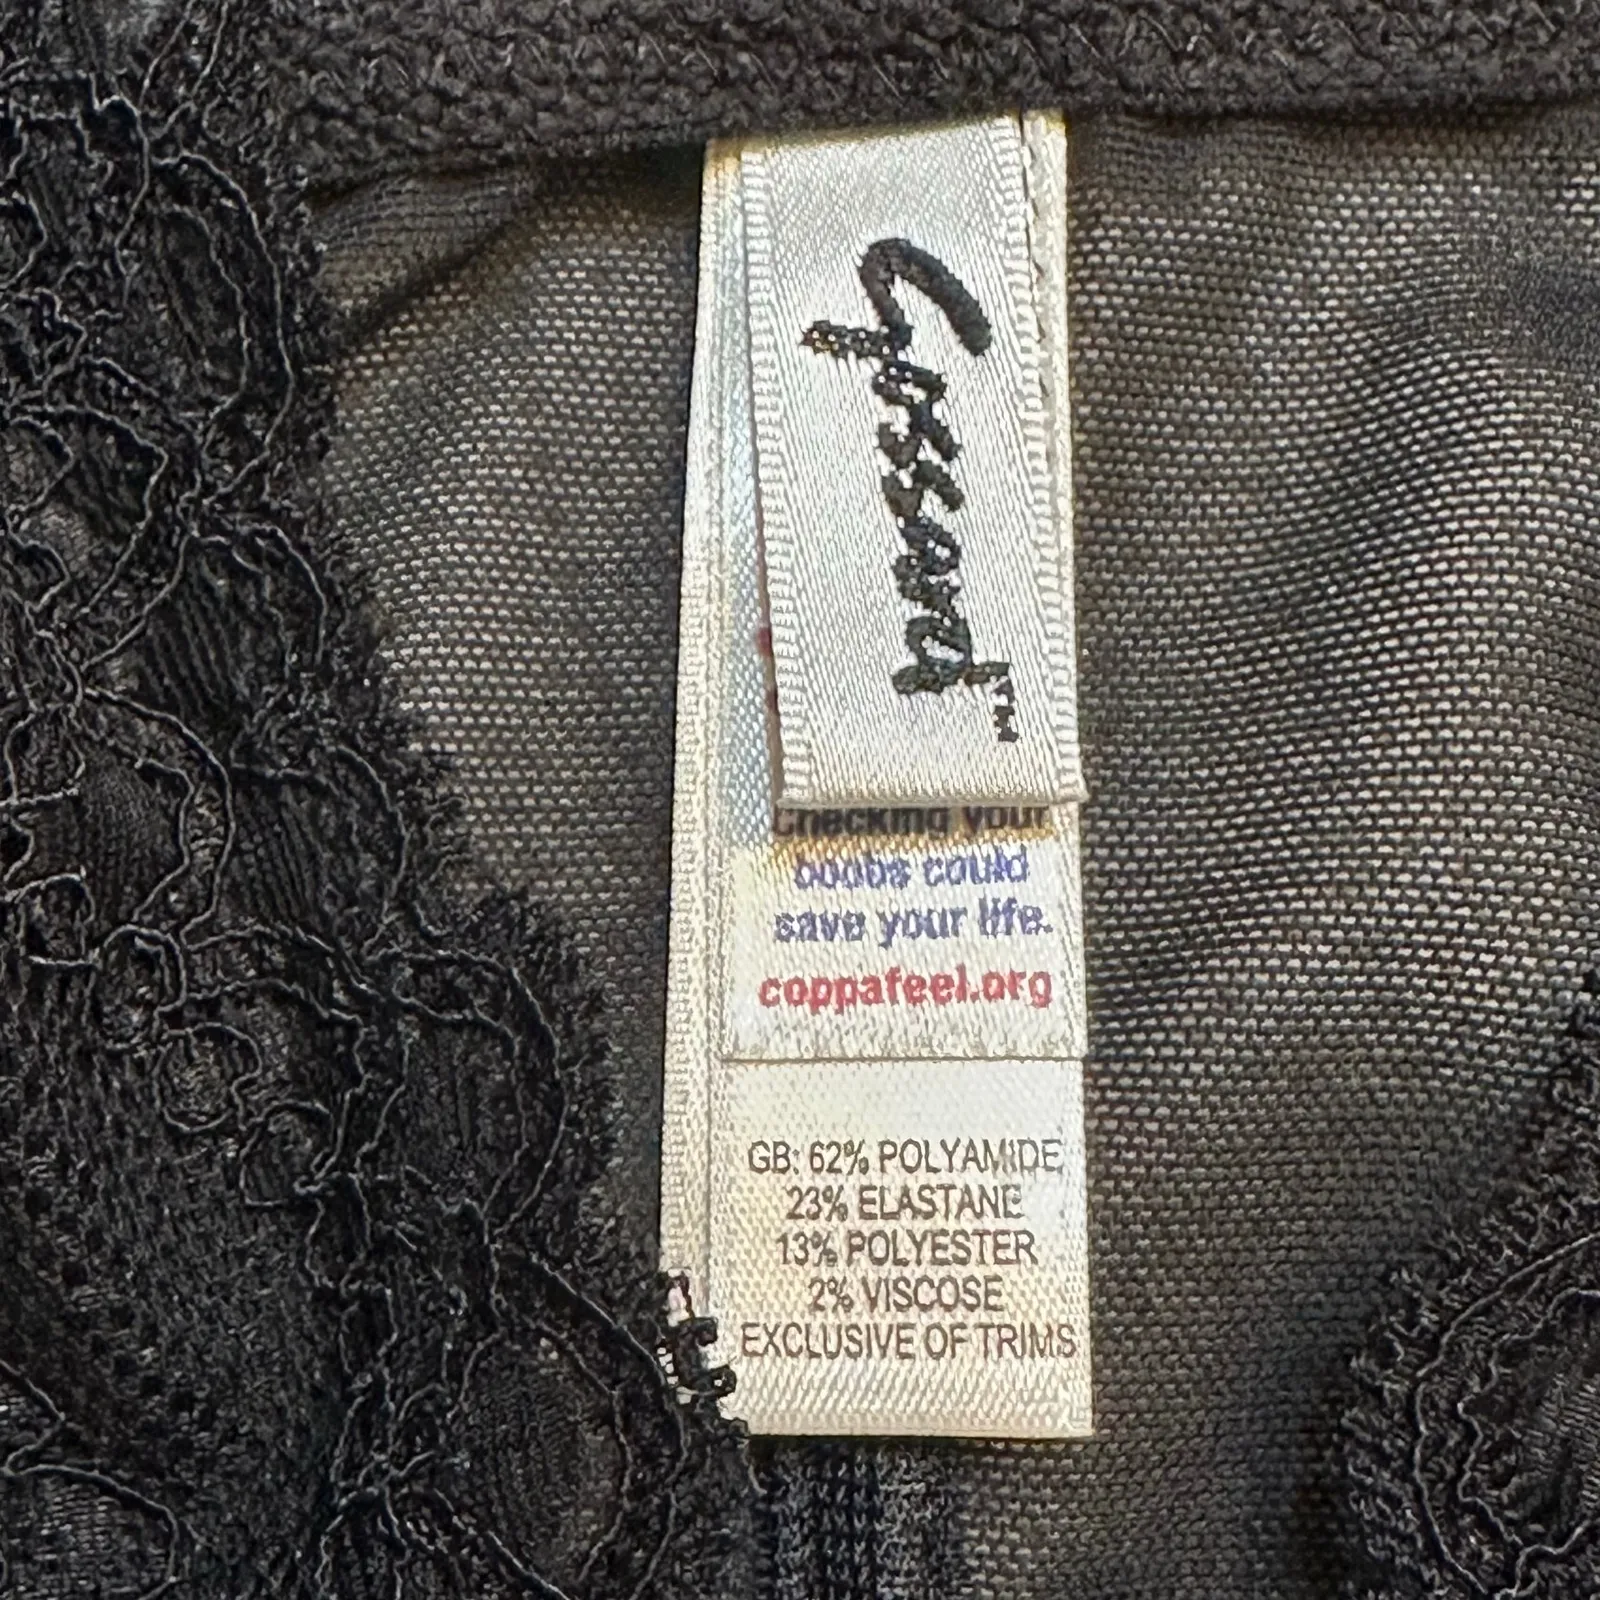 Gossard™
checking your
boobs could
save your life.
coppafeel.org
GB: 62% POLYAMIDE
23% ELASTANE
13% POLYESTER
2% VISCOSE
EXCLUSIVE OF TRIMS